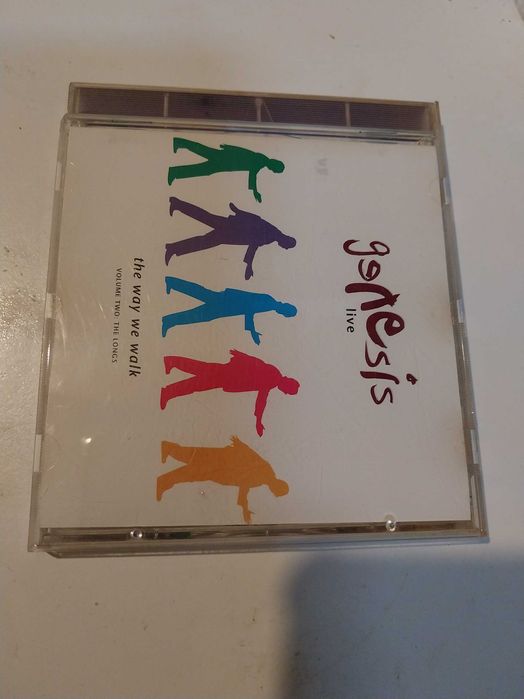 genesis
live
the way we walk
VOLUME TWO: THE LONGS